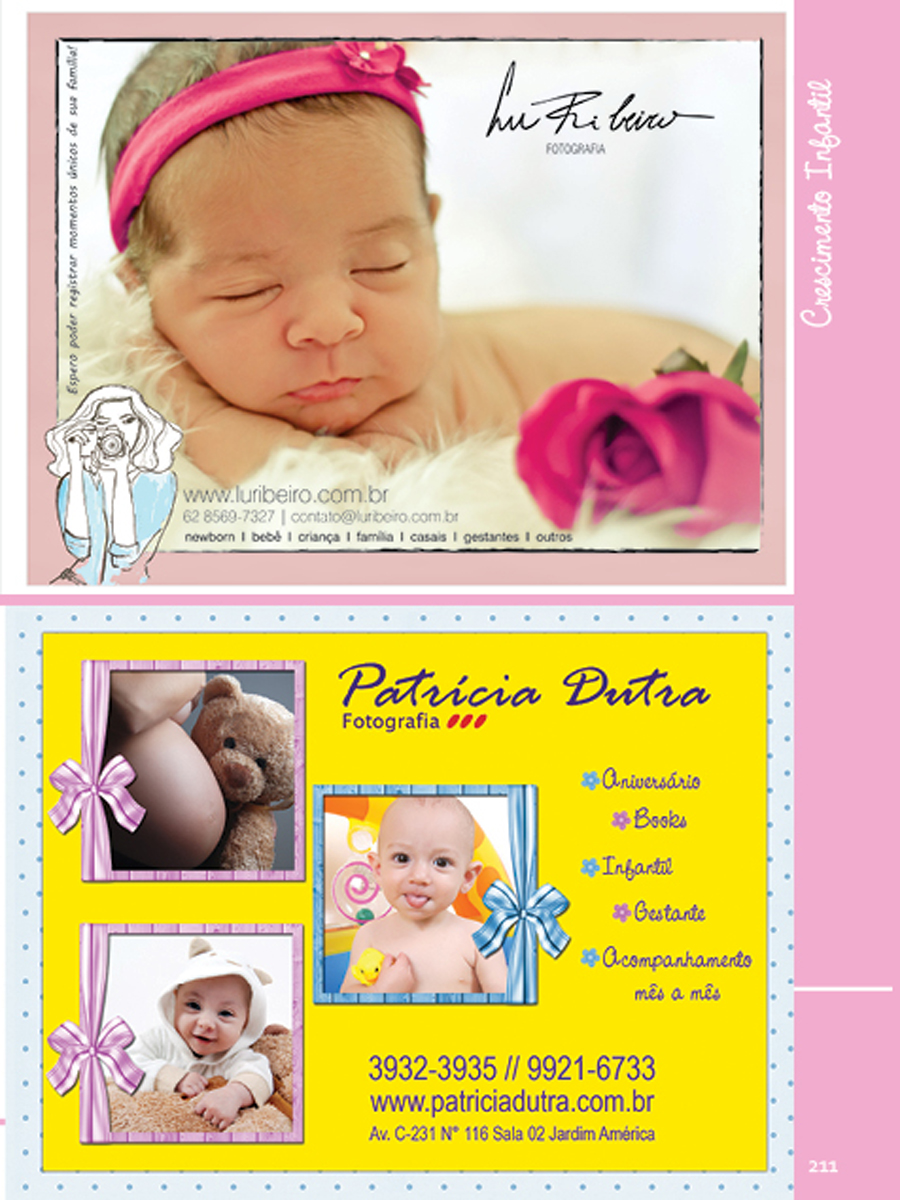 Espero poder registrar momentos únicos de sua família!
Lu Ribeiro
FOTOGRAFIA
www.luribeiro.com.br
62 8569-7327 | contato@luribeiro.com.br
newborn I bebê I criança I família I casais I gestantes I outros
Crescimento Infantil
Patrícia Dutra
Fotografia
Aniversário
Books
Infantil
Gestante
Acompanhamento
mês a mês
3932-3935 // 9921-6733
www.patriciadutra.com.br
Av. C-231 N° 116 Sala 02 Jardim América
211